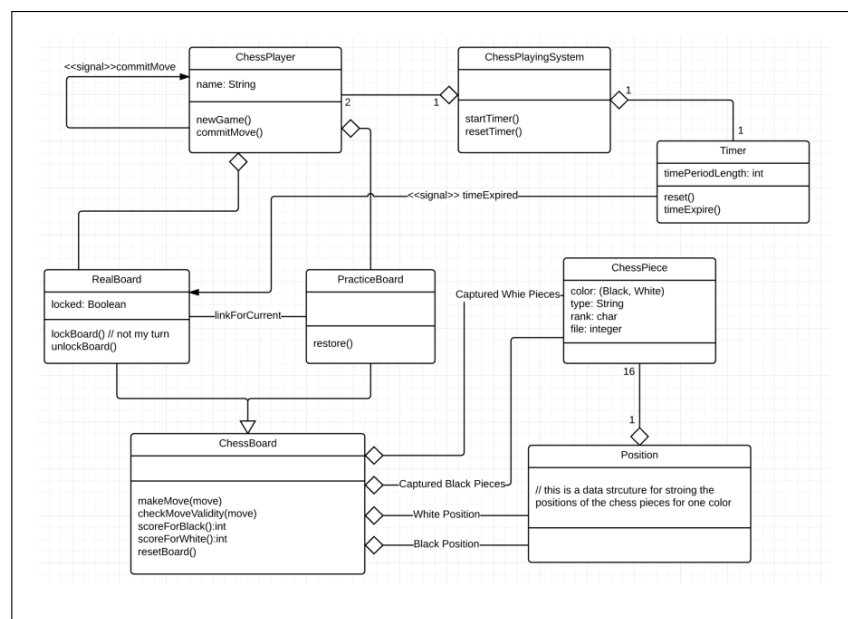 ChessPlayer
name: String
newGame()
commitMove()
<<signal>>commitMove
ChessPlayingSystem
startTimer()
resetTimer()
2
1
1
1
Timer
timePeriodLength: int
reset()
timeExpire()
<<signal>> timeExpired
RealBoard
locked: Boolean
lockBoard() // not my turn
unlockBoard()
linkForCurrent
PracticeBoard
restore()
Captured Whie Pieces
ChessPiece
color: (Black, White)
type: String
rank: char
file: integer
16
1
ChessBoard
makeMove(move)
checkMoveValidity(move)
scoreForBlack():int
scoreForWhite():int
resetBoard()
Captured Black Pieces
White Position
Black Position
Position
// this is a data strcuture for stroing the
positions of the chess pieces for one color